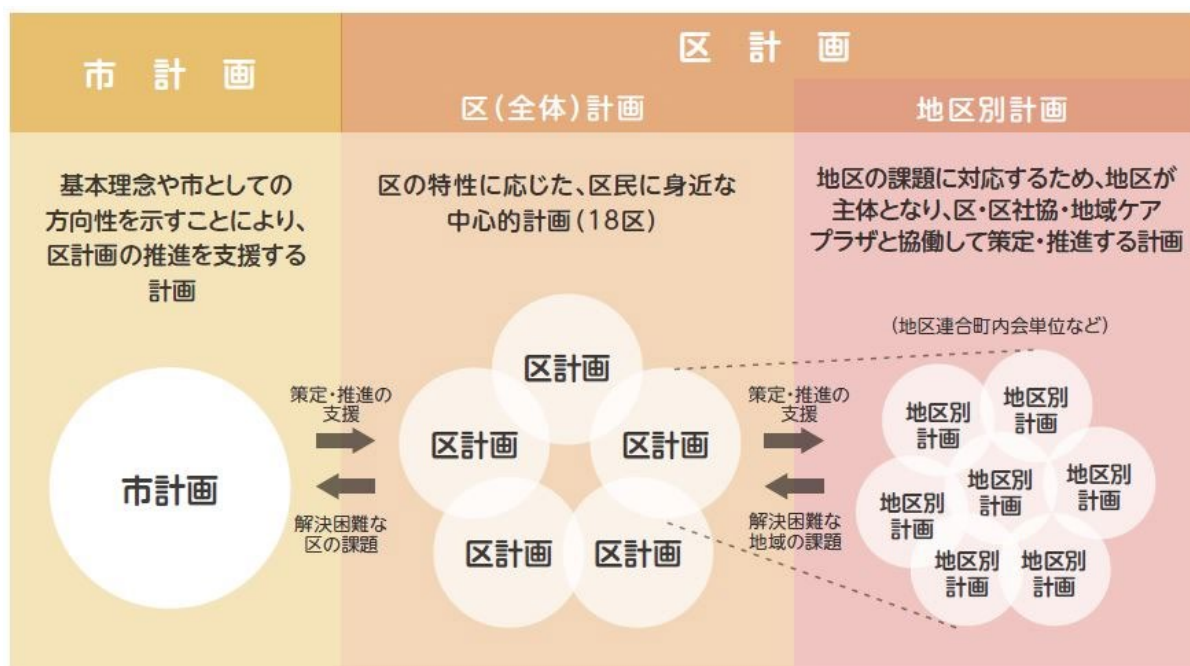 市計画
区計画
区(全体)計画
地区別計画
基本理念や市としての
方向性を示すことにより、
区計画の推進を支援する
計画
区の特性に応じた、区民に身近な
中心的計画(18区)
地区の課題に対応するため、地区が
主体となり、区・区社協・地域ケア
プラザと協働して策定・推進する計画
(地区連合町内会単位など)
市計画
策定・推進の
支援
解決困難な
区の課題
区計画
区計画
区計画
区計画
区計画
策定・推進の
支援
解決困難な
地域の課題
地区別
計画
地区別
計画
地区別
計画
地区別
計画
地区別
計画
地区別
計画
地区別
計画